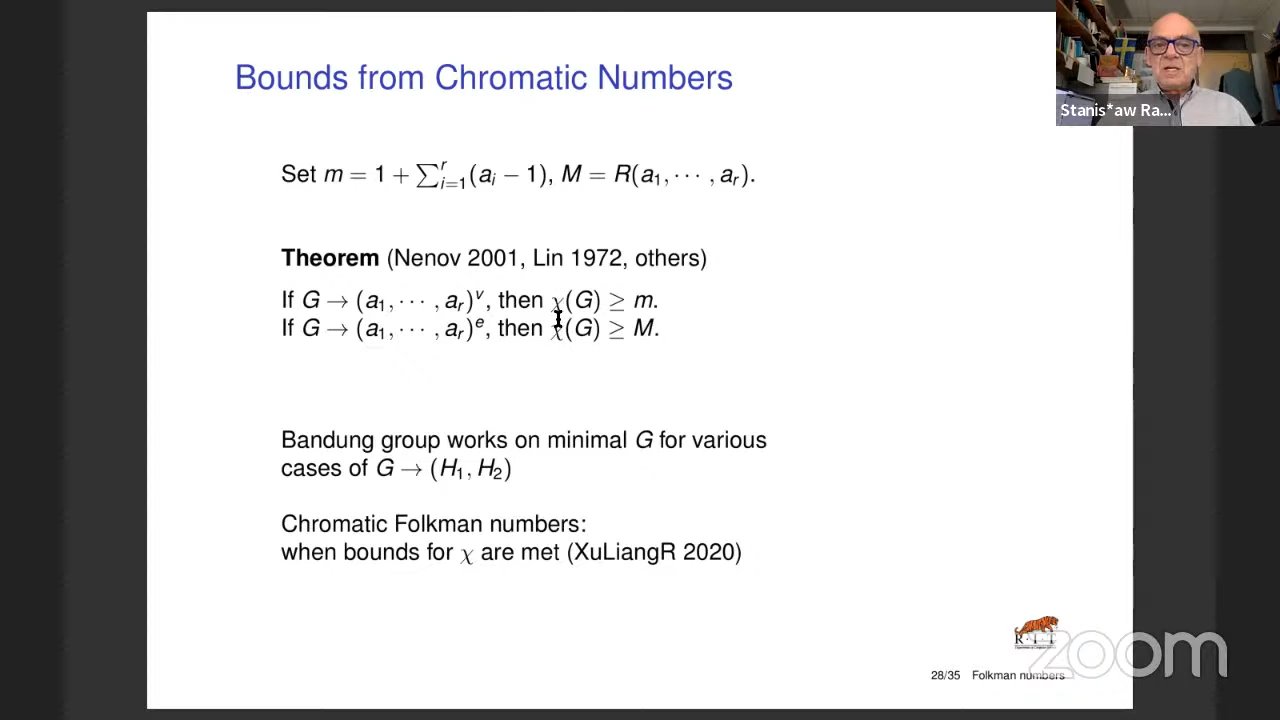 Bounds from Chromatic Numbers
Stanis*aw Ra...
Set m = 1 + ∑ᵣᵢ₌₁(aᵢ − 1), M = R(a₁, ⋯ , aᵣ).
Theorem (Nenov 2001, Lin 1972, others)
If G → (a₁, ⋯ , aᵣ)ᵛ, then χ(G) ≥ m.
If G → (a₁, ⋯ , aᵣ)ᵉ, then χ(G) ≥ M.
Bandung group works on minimal G for various
cases of G → (H₁, H₂)
Chromatic Folkman numbers:
when bounds for χ are met (XuLiangR 2020)
R·I·T
zoom
28/35 Folkman numbers